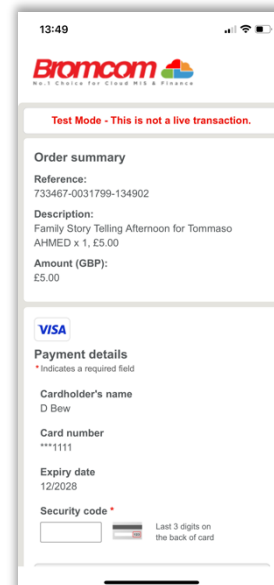 13:49
Bromcom
No.1 Choice for Cloud MIS & Finance
Test Mode - This is not a live transaction.
Order summary
Reference:
733467-0031799-134902
Description:
Family Story Telling Afternoon for Tommaso
AHMED x 1, £5.00
Amount (GBP):
£5.00
VISA
Payment details
* Indicates a required field
Cardholder's name
D Bew
Card number
***1111
Expiry date
12/2028
Security code *
Last 3 digits on
the back of card